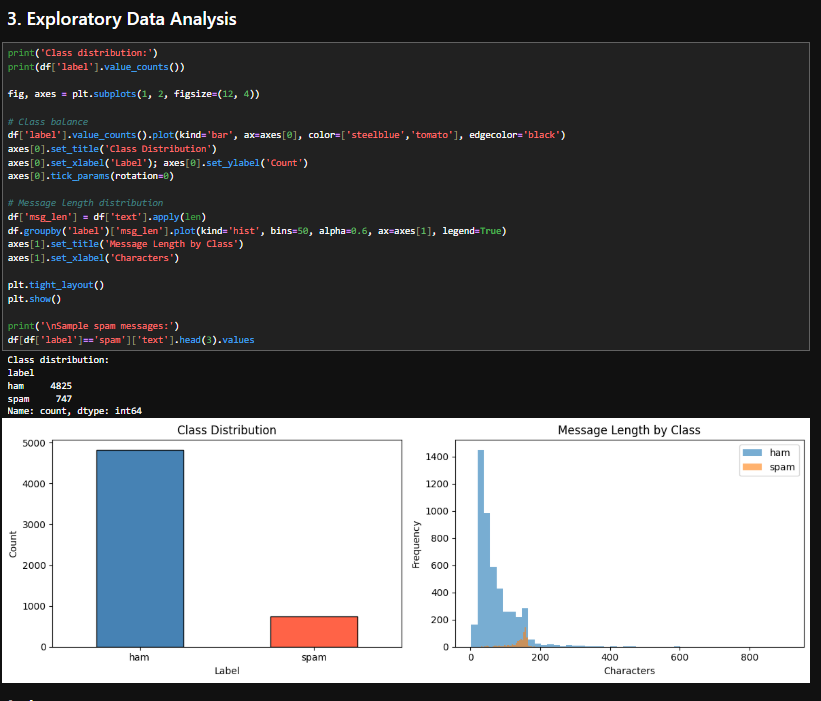 3. Exploratory Data Analysis
print('Class distribution:')
print(df['label'].value_counts())
fig, axes = plt.subplots(1, 2, figsize=(12, 4))
# Class balance
df['label'].value_counts().plot(kind='bar', ax=axes[0], color=['steelblue','tomato'], edgecolor='black')
axes[0].set_title('Class Distribution')
axes[0].set_xlabel('Label'); axes[0].set_ylabel('Count')
axes[0].tick_params(rotation=0)
# Message length distribution
df['msg_len'] = df['text'].apply(len)
df.groupby('label')['msg_len'].plot(kind='hist', bins=50, alpha=0.6, ax=axes[1], legend=True)
axes[1].set_title('Message Length by Class')
axes[1].set_xlabel('Characters')
plt.tight_layout()
plt.show()
print('\nSample spam messages:')
df[df['label']=='spam']['text'].head(3).values
Class distribution:
label
ham     4825
spam     747
Name: count, dtype: int64
Class Distribution
5000
4000
3000
2000
1000
0
Count
ham
spam
Label
Message Length by Class
ham
spam
1400
1200
1000
800
600
400
200
0
Frequency
0
200
400
600
800
Characters